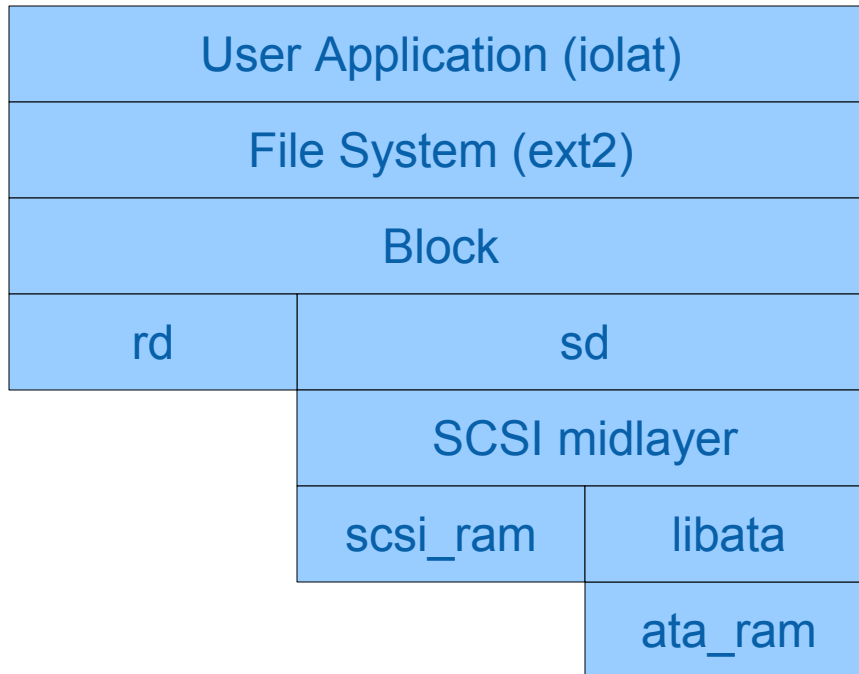 User Application (iolat)
File System (ext2)
Block
rd
sd
SCSI midlayer
scsi_ram
libata
ata_ram